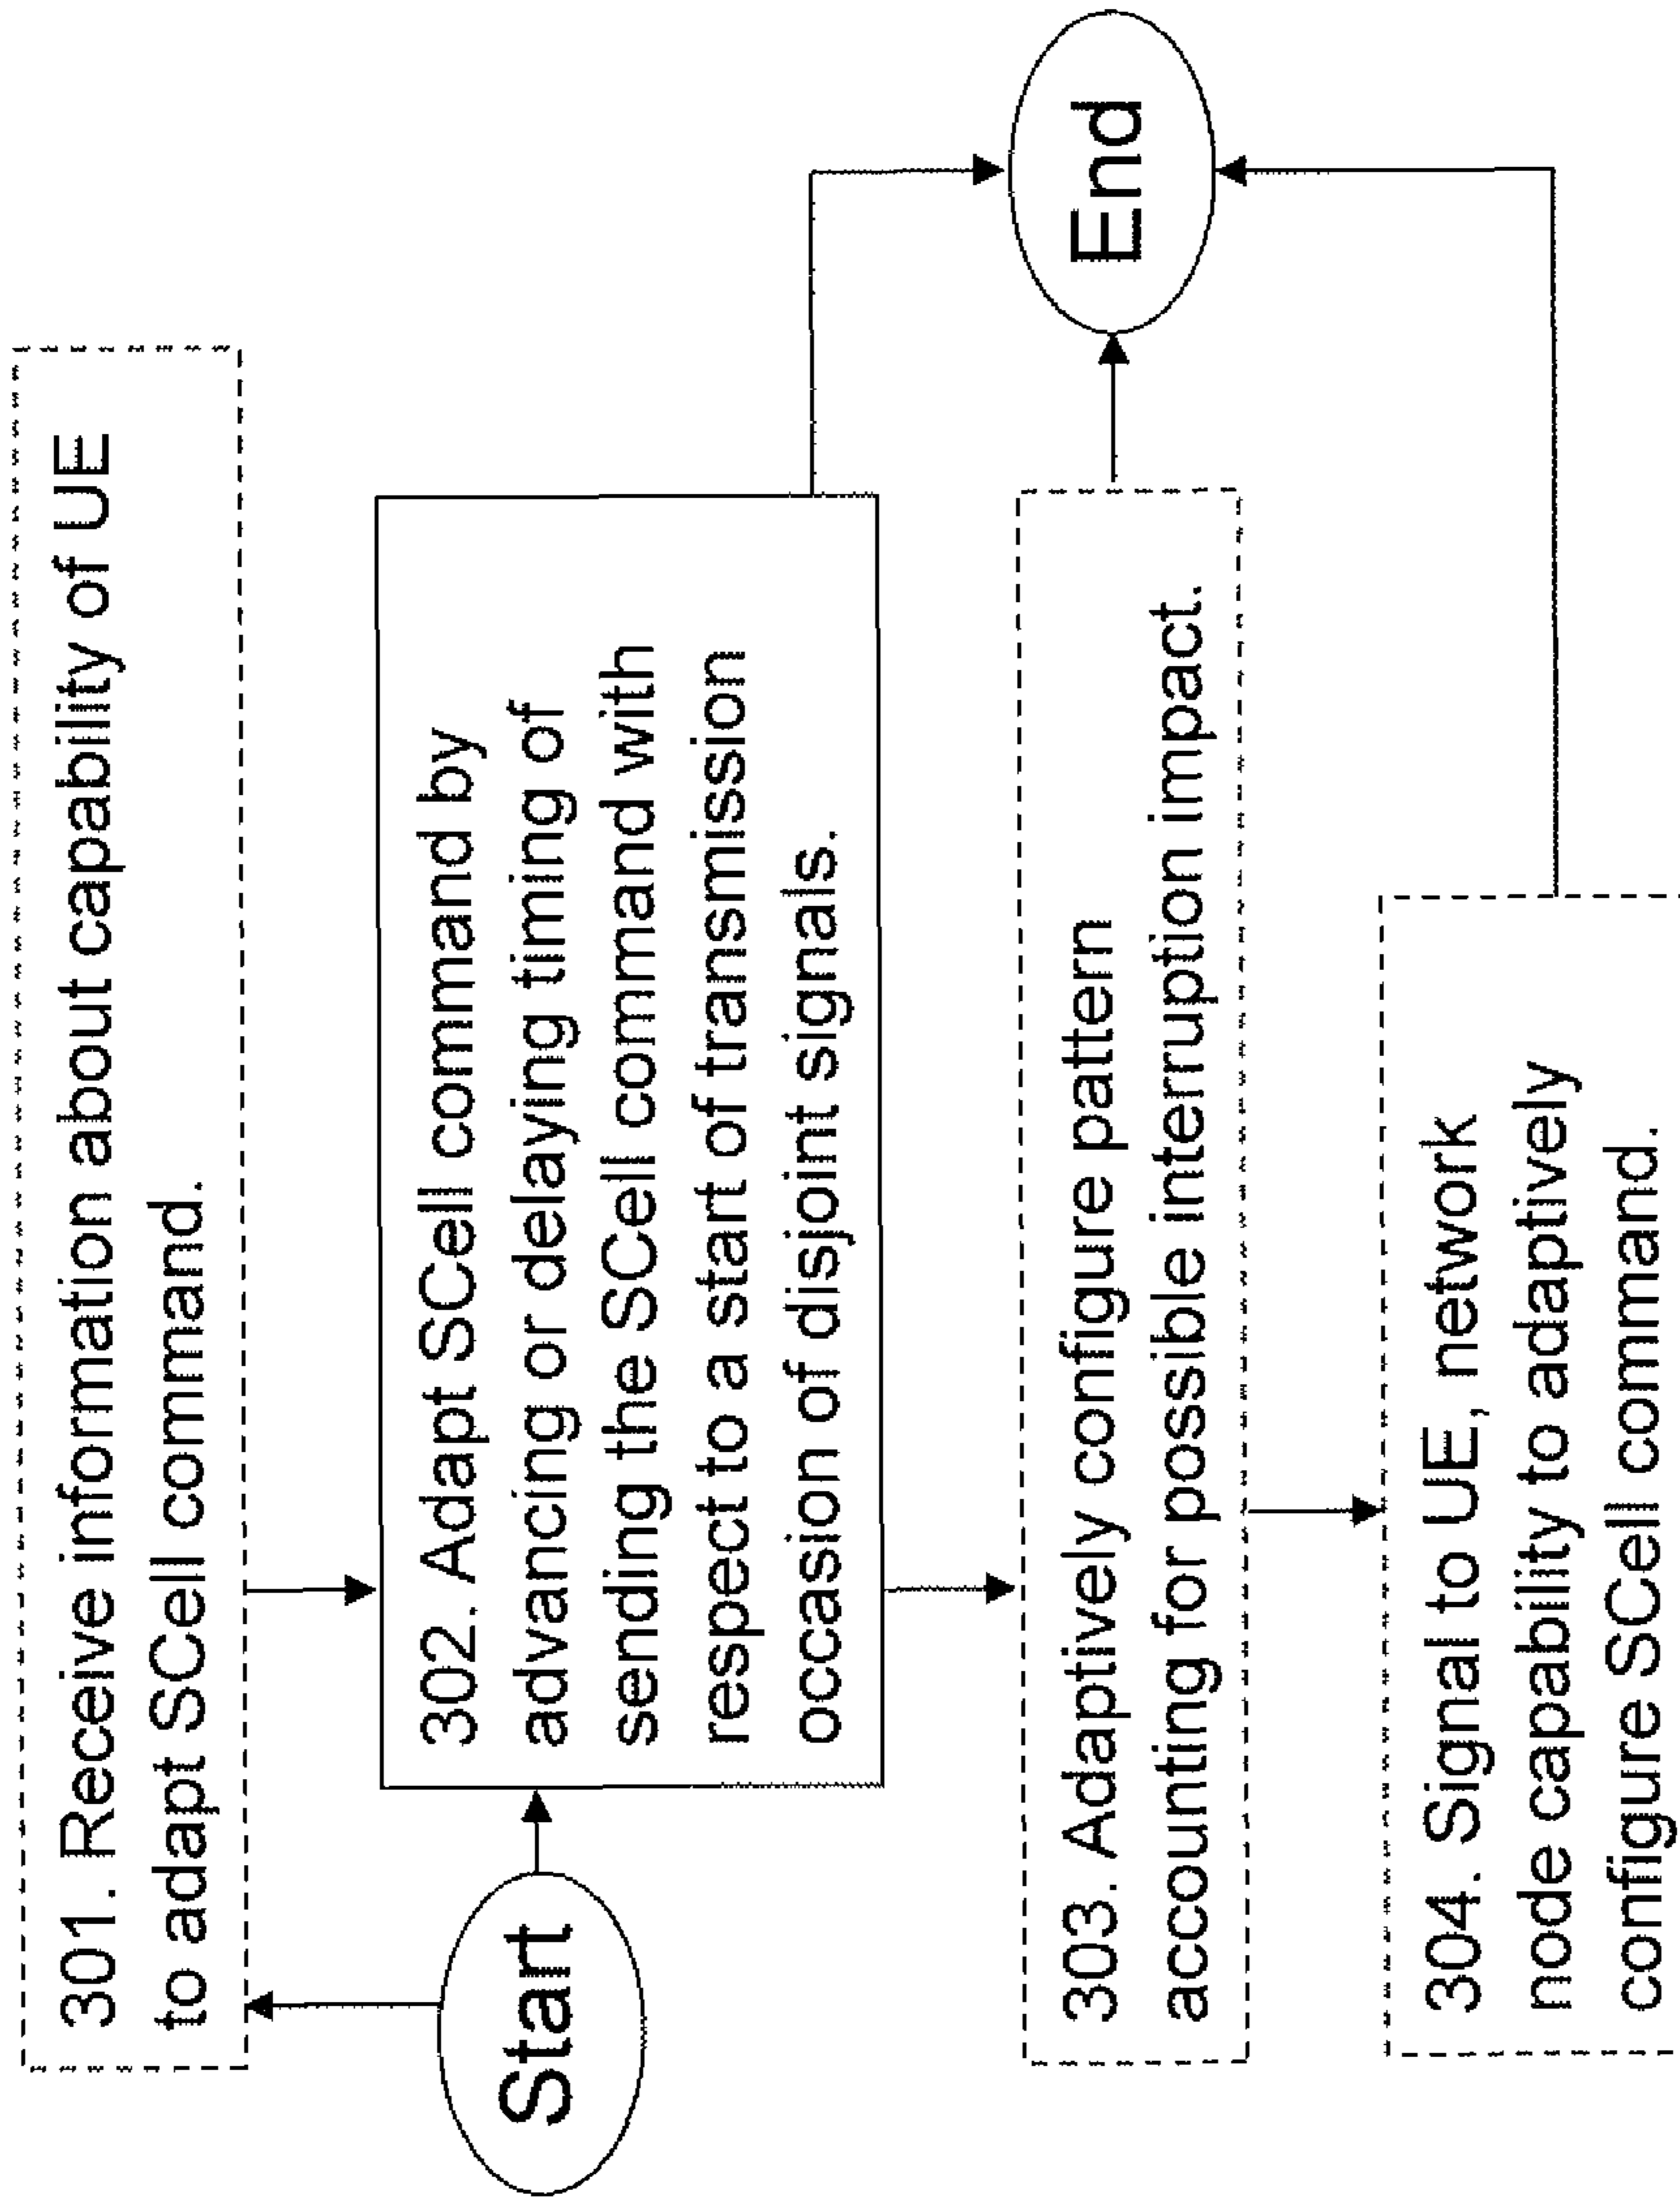 301. Receive information about capability of UE
to adapt SCell command.
Start
302. Adapt SCell command by
advancing or delaying timing of
sending the SCell command with
respect to a start of transmission
occasion of disjoint signals.
303. Adaptively configure pattern
accounting for possible interruption impact.
End
304. Signal to UE, network
node capability to adaptively
configure SCell command.